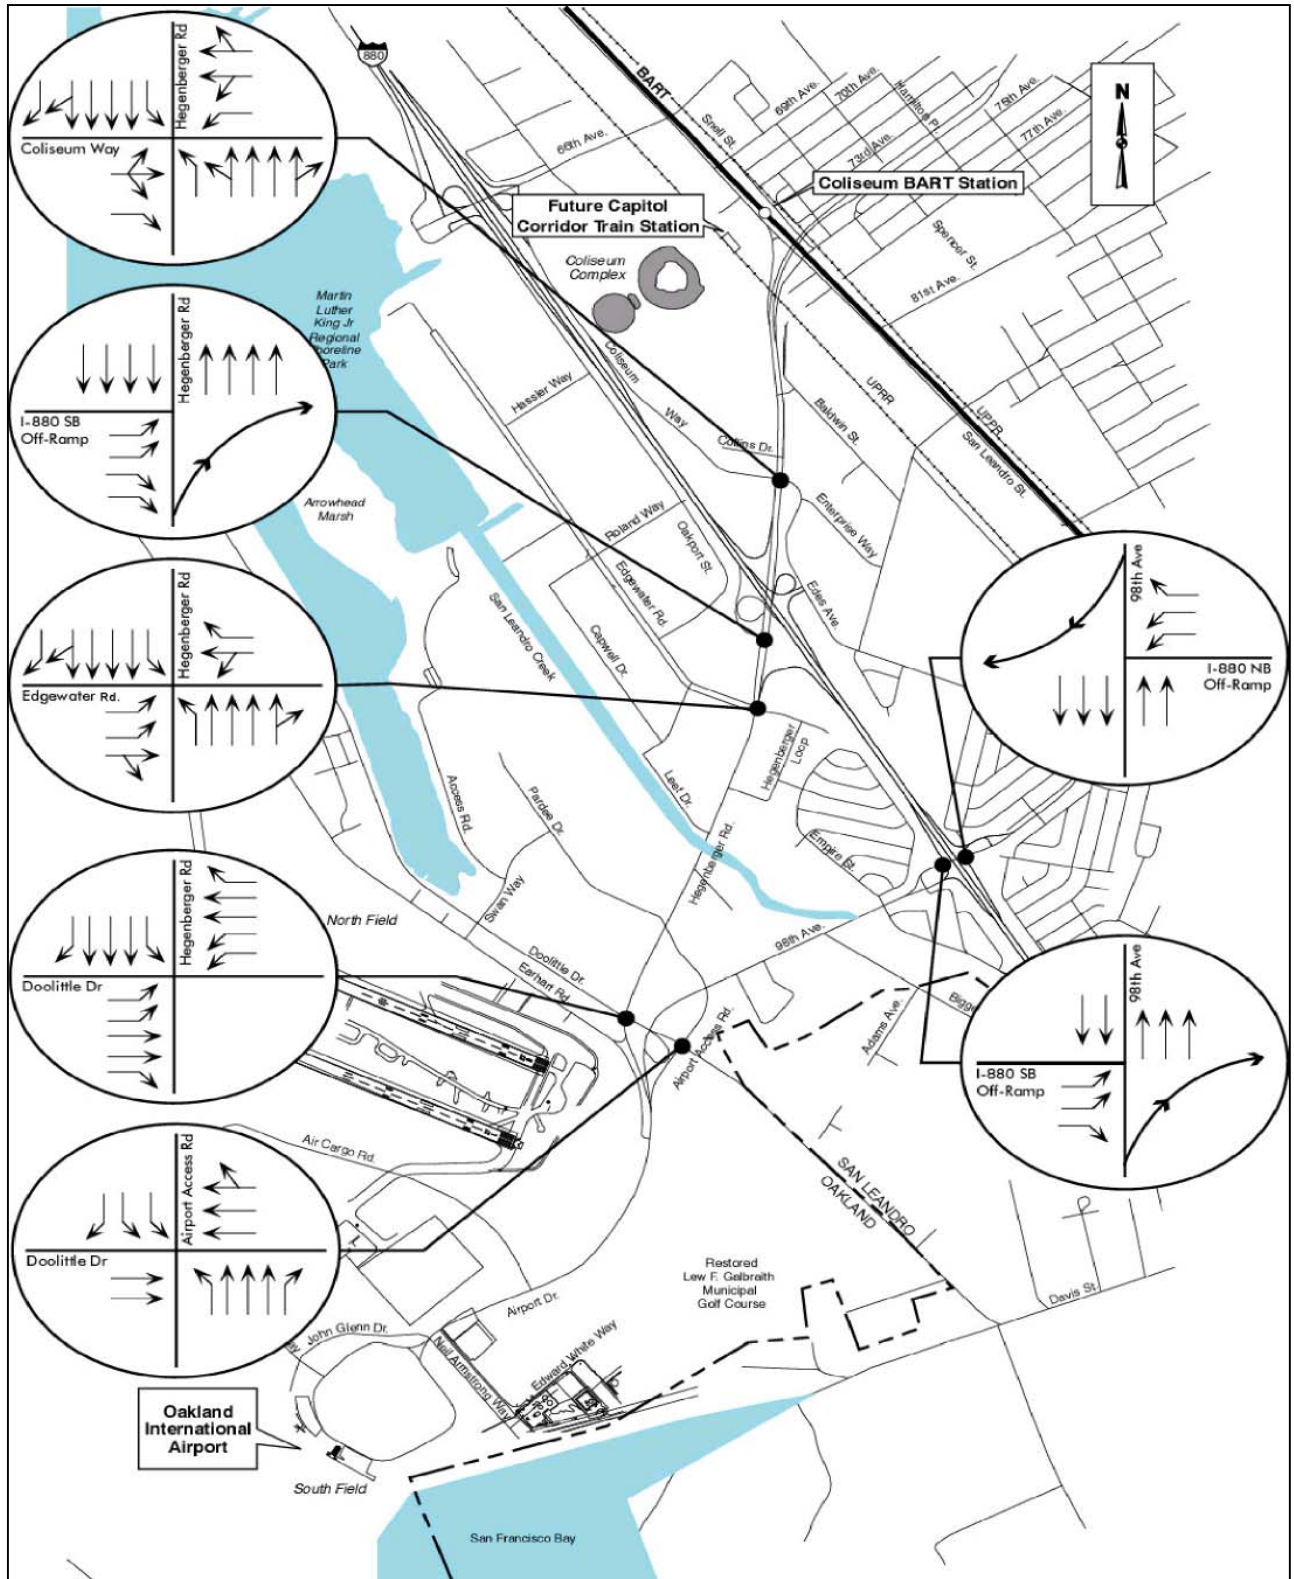 880
BART
Hegenberger Rd
Coliseum Way
Snell St.
69th Ave.
70th Ave.
Hamilton Pl.
75th Ave.
77th Ave.
73rd Ave.
66th Ave.
N
Coliseum BART Station
Future Capitol
Corridor Train Station
Coliseum
Complex
Spencer St.
81st Ave.
Martin
Luther
King Jr
Regional
Shoreline
Park
Hegenberger Rd
I-880 SB
Off-Ramp
Coliseum
Way
Hassler Way
Collins Dr.
Baldwin St.
UPRR
UPPR
San Leandro St.
Arrowhead
Marsh
Roland Way
Oakport St.
Enterprise Way
Edgewater Rd.
Edes Ave.
San Leandro Creek
Capwell Dr.
Hegenberger Rd
Edgewater Rd.
98th Ave
I-880 NB
Off-Ramp
Hegenberger
Loop
Leet Dr.
Access Rd.
Pardee Dr.
Empire St.
Hegenberger Rd.
Swan Way
North Field
98th Ave.
Hegenberger Rd
Doolittle Dr
Doolittle Dr.
Earhart Rd.
Airport Access Rd.
Adams Ave.
98th Ave
I-880 SB
Off-Ramp
Air Cargo Rd.
Airport Access Rd
Doolittle Dr
SAN LEANDRO
OAKLAND
Restored
Lew F. Galbraith
Municipal
Golf Course
Davis St.
Airport Dr.
John Glenn Dr.
Neil Armstrong Way
Edward White Way
Oakland
International
Airport
South Field
San Francisco Bay